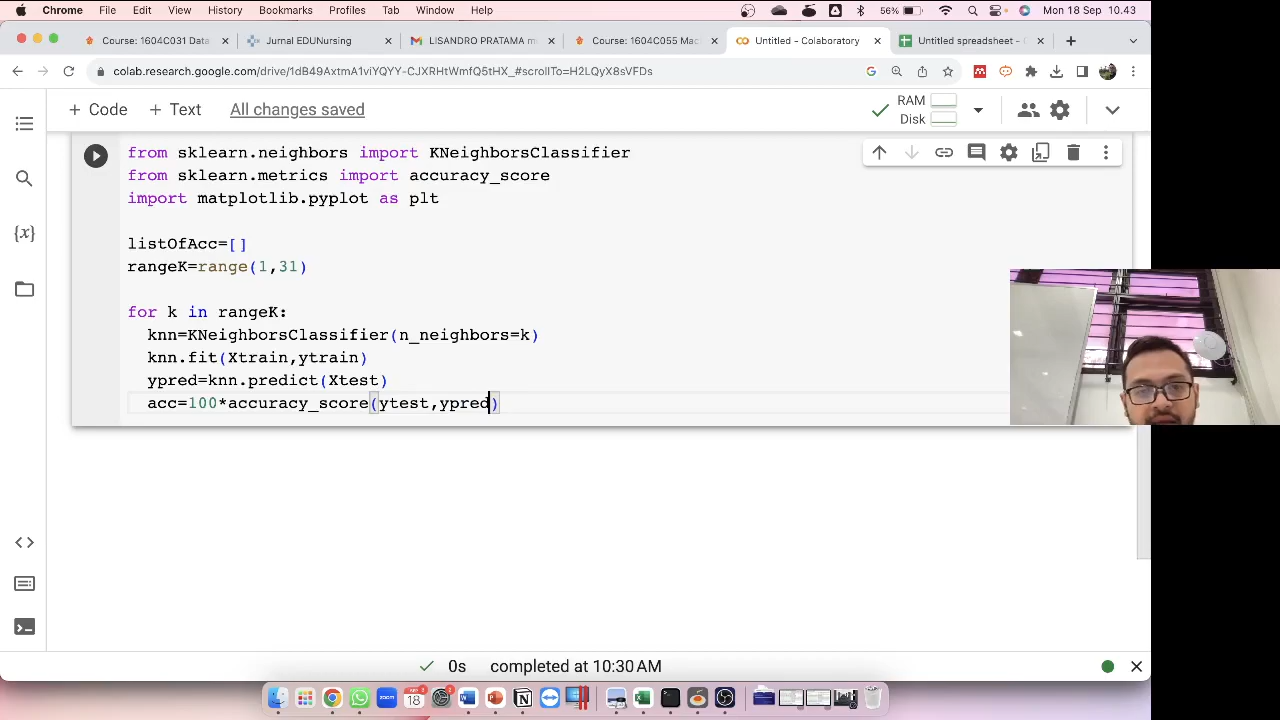 Chrome File Edit View History Bookmarks Profiles Tab Window Help 56% Mon 18 Sep 10.43
Course: 1604C031 Data Jurnal EDUNursing LISANDRO PRATAMA m Course: 1604C055 Mac Untitled - Colaboratory Untitled spreadsheet -
colab.research.google.com/drive/1dB49AxtmA1viYQYY-CJXRHtWmfQ5tHX_#scrollTo=H2LQyX8sVFDs
+ Code + Text All changes saved RAM
Disk
from sklearn.neighbors import KNeighborsClassifier
from sklearn.metrics import accuracy_score
import matplotlib.pyplot as plt
listOfAcc=[]
rangeK=range(1,31)
for k in rangeK:
knn=KNeighborsClassifier(n_neighbors=k)
knn.fit(Xtrain,ytrain)
ypred=knn.predict(Xtest)
acc=100*accuracy_score(ytest,ypred)
0s completed at 10:30 AM
zoom 18